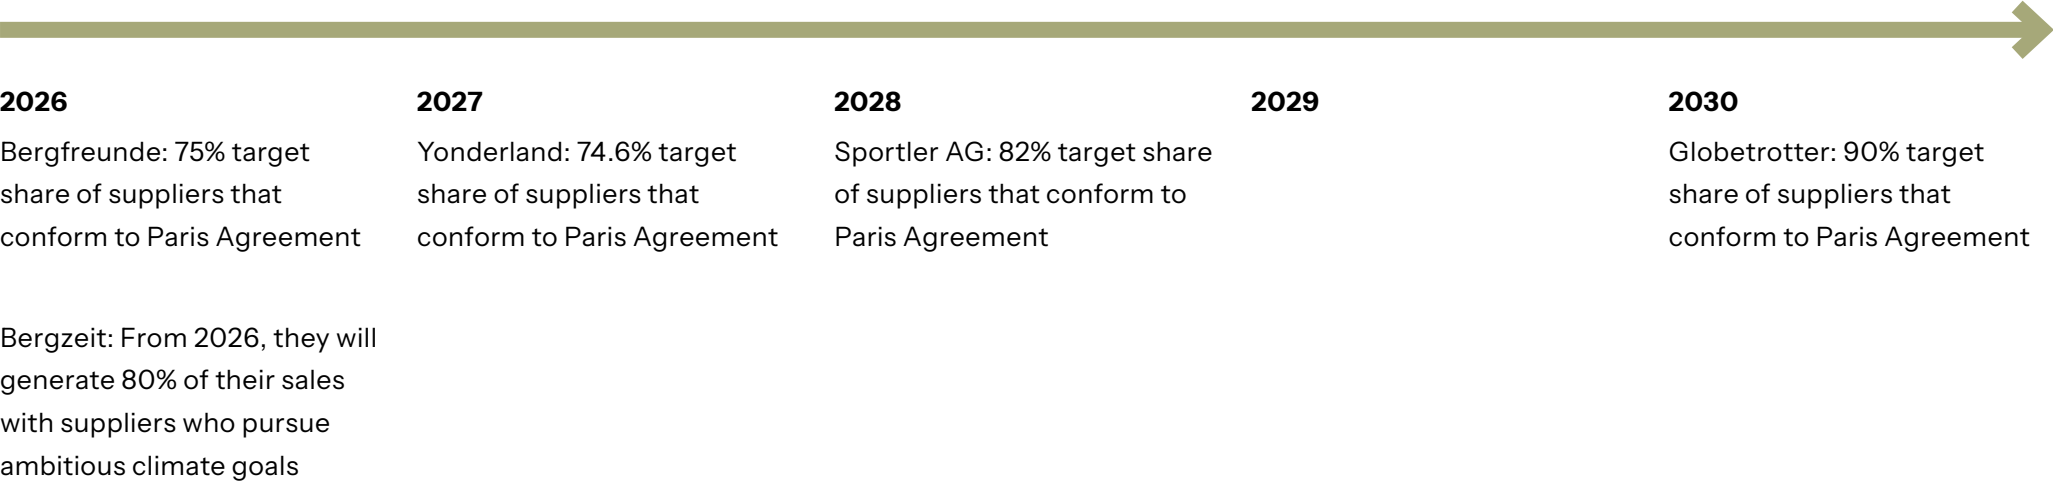 2026
Bergfreunde: 75% target
share of suppliers that
conform to Paris Agreement
Bergzeit: From 2026, they will
generate 80% of their sales
with suppliers who pursue
ambitious climate goals
2027
Yonderland: 74.6% target
share of suppliers that
conform to Paris Agreement
2028
Sportler AG: 82% target share
of suppliers that conform to
Paris Agreement
2029
2030
Globetrotter: 90% target
share of suppliers that
conform to Paris Agreement